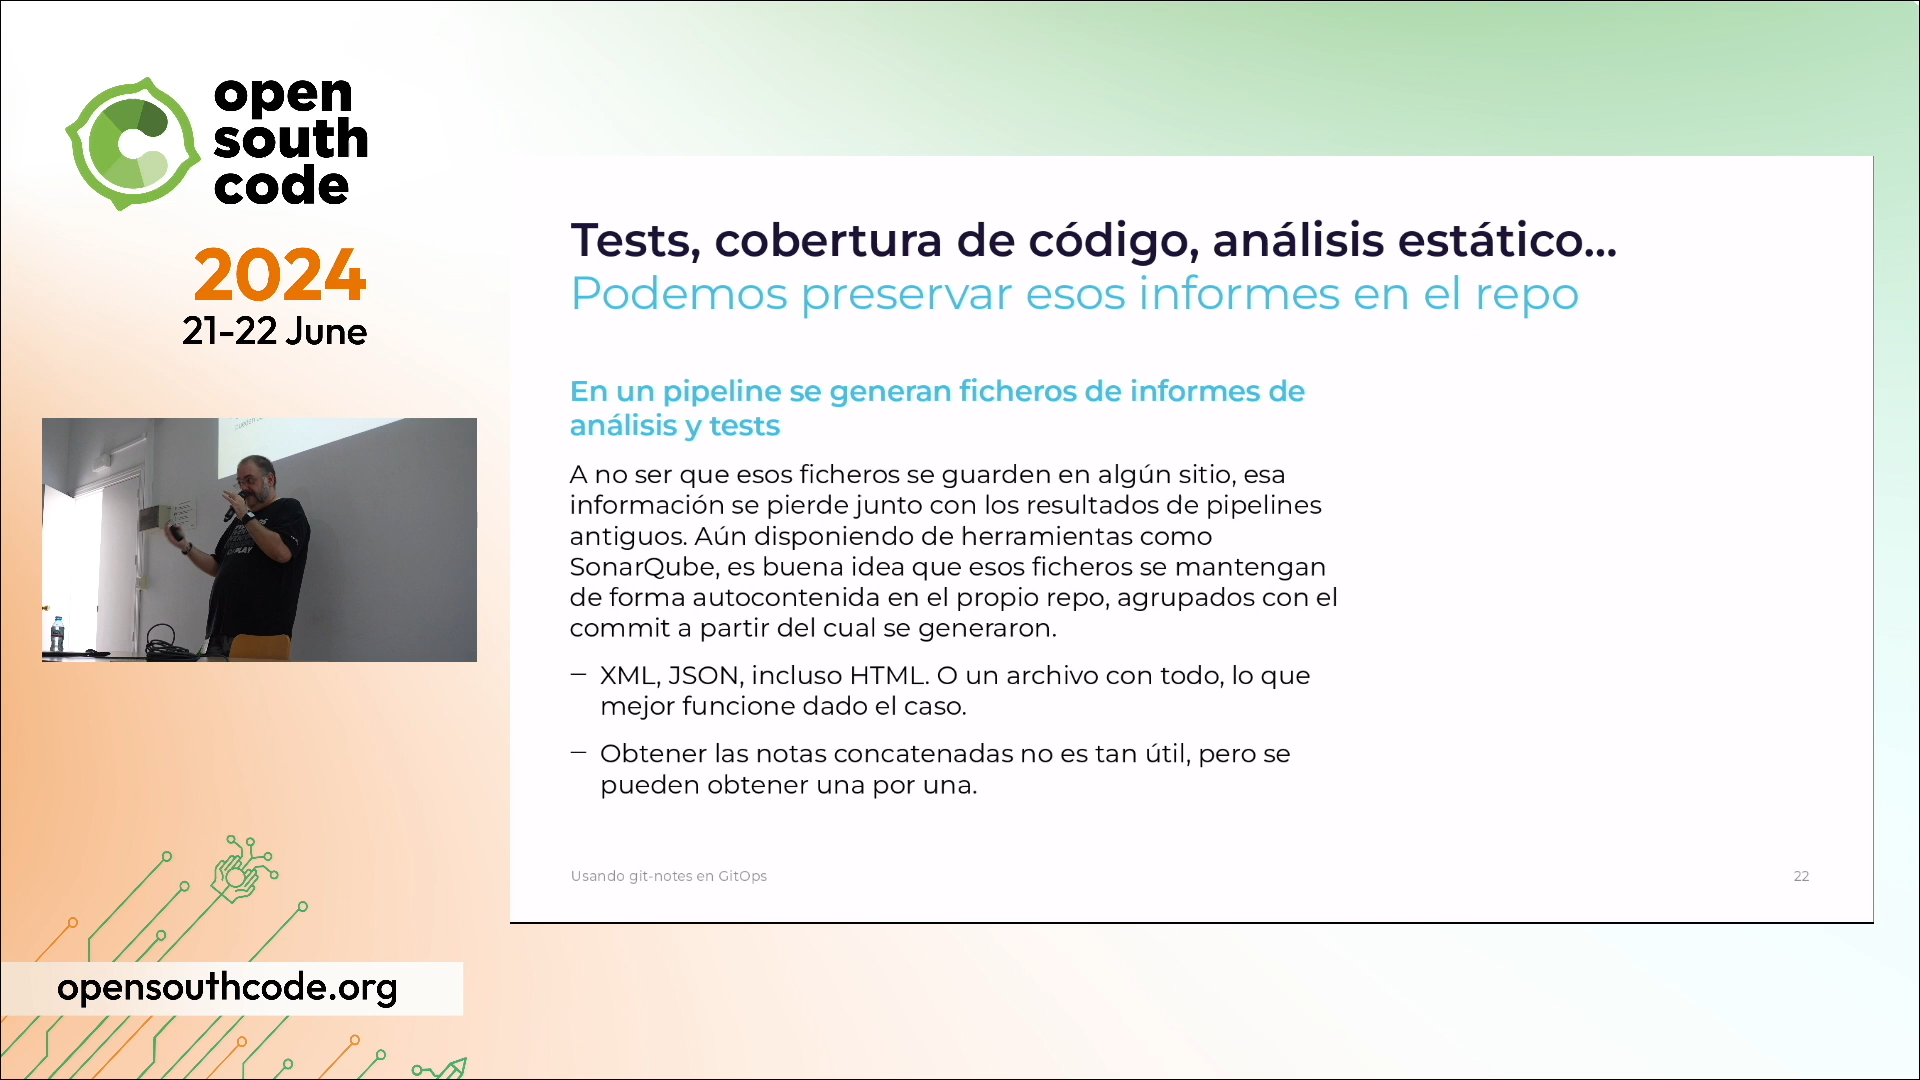 open
south
code
2024
21-22 June
Tests, cobertura de código, análisis estático...
Podemos preservar esos informes en el repo
En un pipeline se generan ficheros de informes de
análisis y tests
A no ser que esos ficheros se guarden en algún sitio, esa
información se pierde junto con los resultados de pipelines
antiguos. Aún disponiendo de herramientas como
SonarQube, es buena idea que esos ficheros se mantengan
de forma autocontenida en el propio repo, agrupados con el
commit a partir del cual se generaron.
– XML, JSON, incluso HTML. O un archivo con todo, lo que
mejor funcione dado el caso.
– Obtener las notas concatenadas no es tan útil, pero se
pueden obtener una por una.
Usando git-notes en GitOps
22
opensouthcode.org